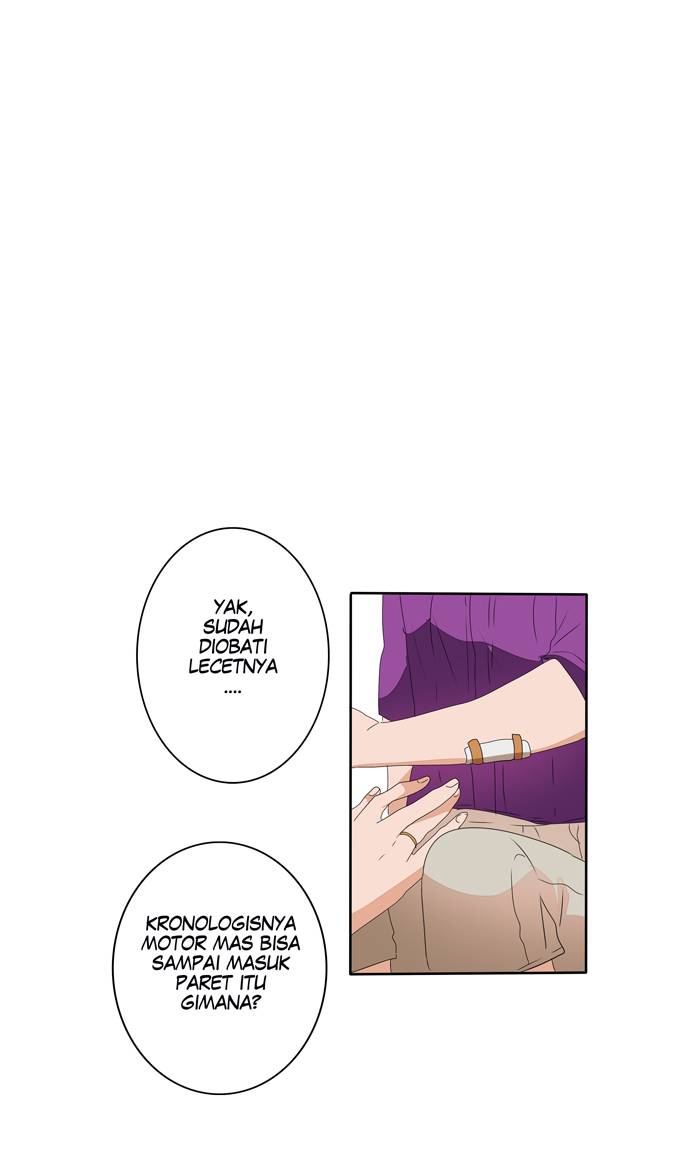 YAK,
SUDAH
DIOBATI
LECETNYA
....
KRONOLOGISNYA
MOTOR MAS BISA
SAMPAI MASUK
PARET ITU
GIMANA?